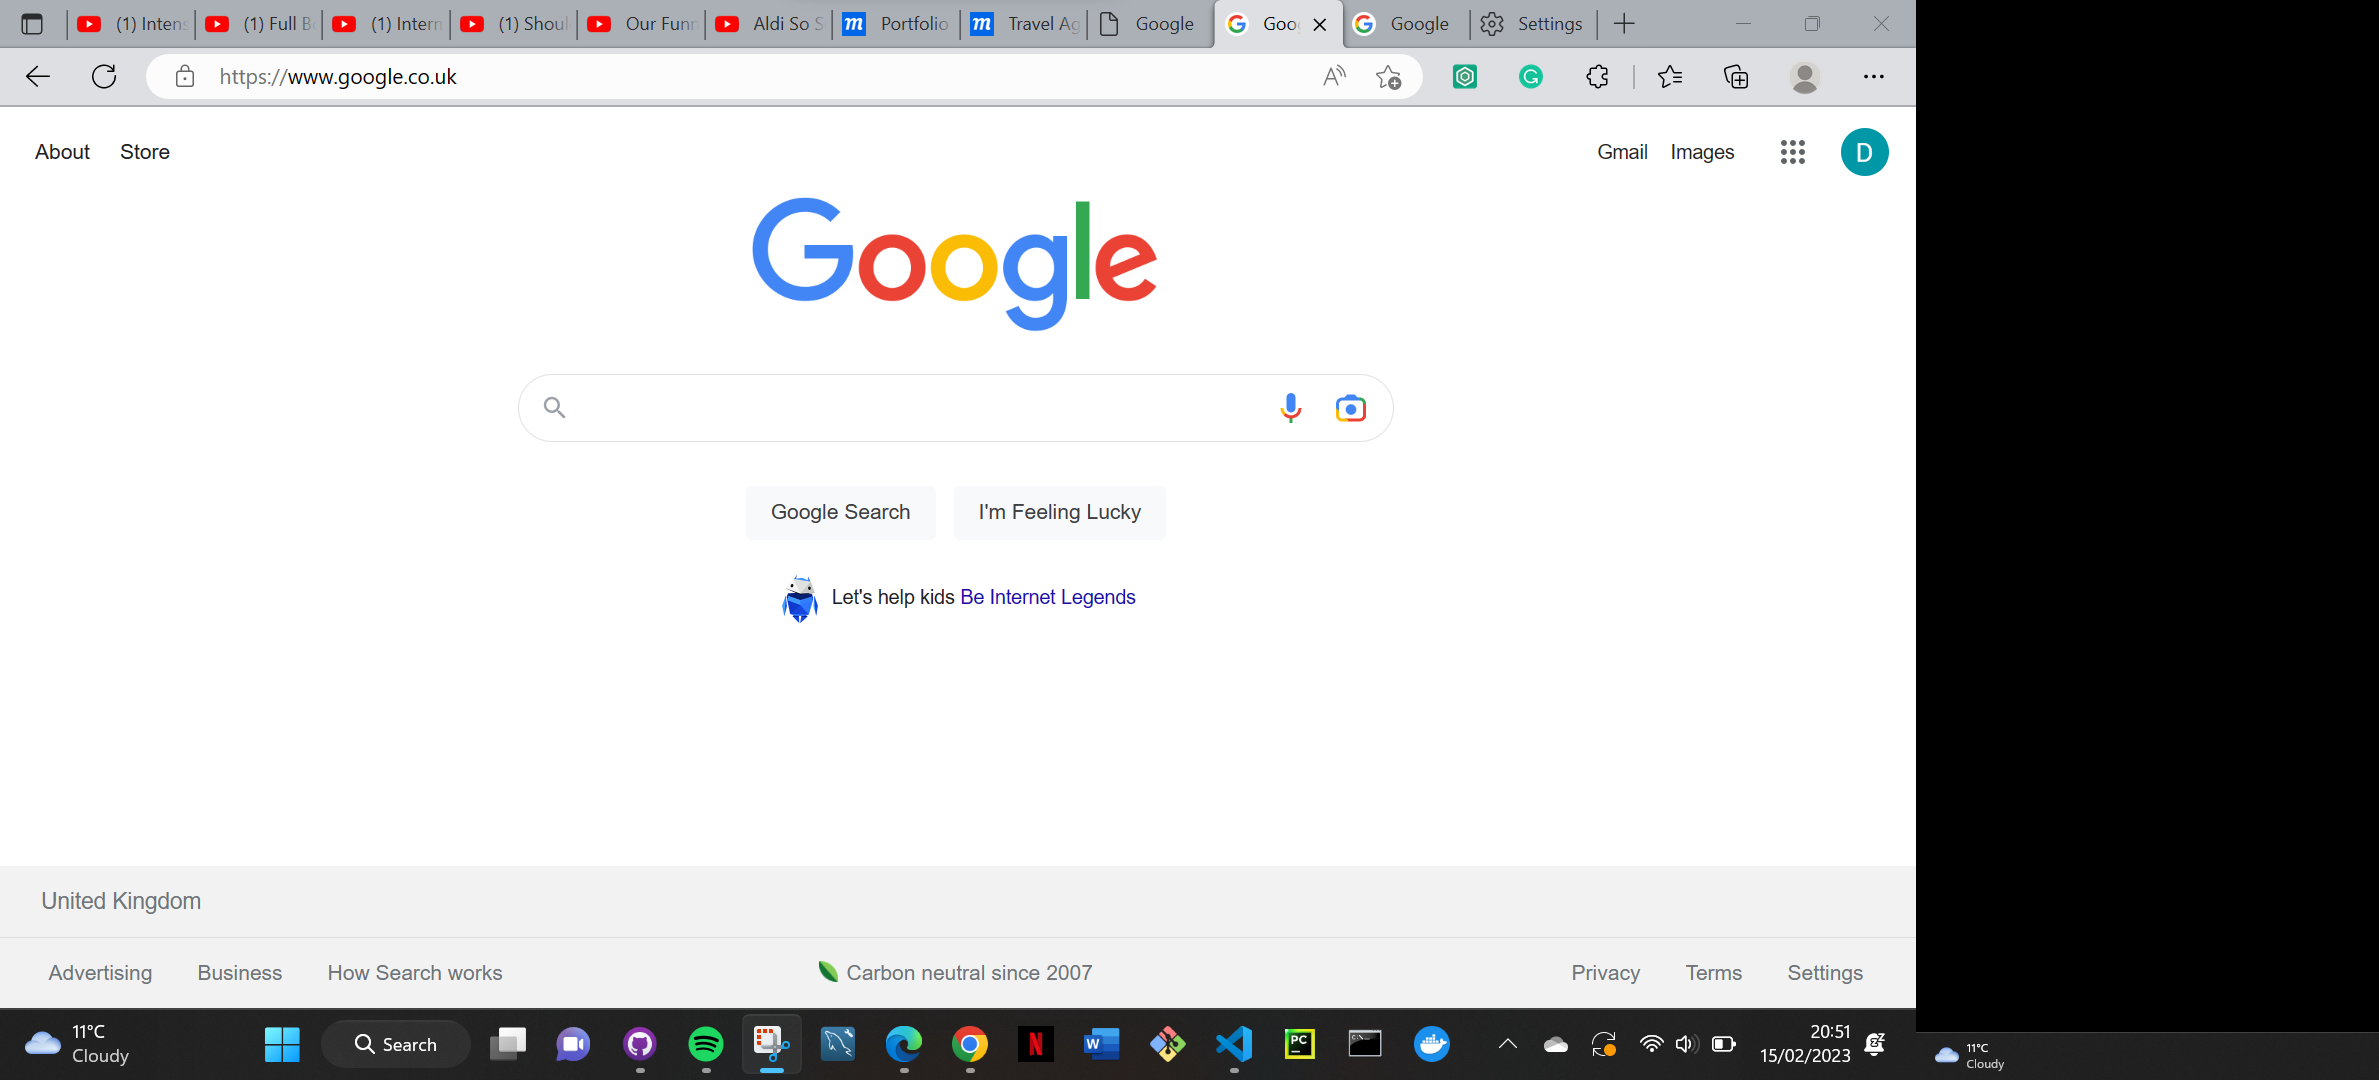 (1) Intens
(1) Full B
(1) Intern
(1) Shoul
Our Funn
Aldi So S
Portfolio
Travel Ag
Google
Goo
Google
Settings
https://www.google.co.uk
About Store
Gmail Images
D
Google
Google Search
I'm Feeling Lucky
Let's help kids Be Internet Legends
United Kingdom
Advertising Business How Search works
Carbon neutral since 2007
Privacy Terms Settings
11°C
Cloudy
Search
20:51
15/02/2023
11°C
Cloudy